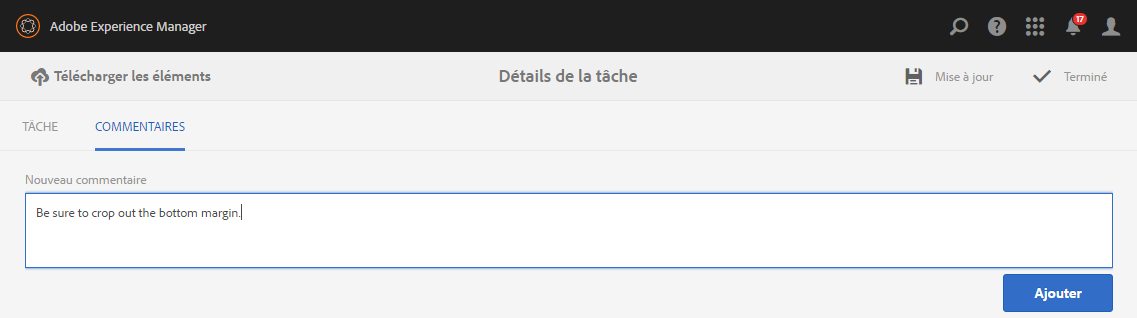 Adobe Experience Manager
17
Télécharger les éléments
Détails de la tâche
Mise à jour
Terminé
TÂCHE
COMMENTAIRES
Nouveau commentaire
Be sure to crop out the bottom margin.
Ajouter